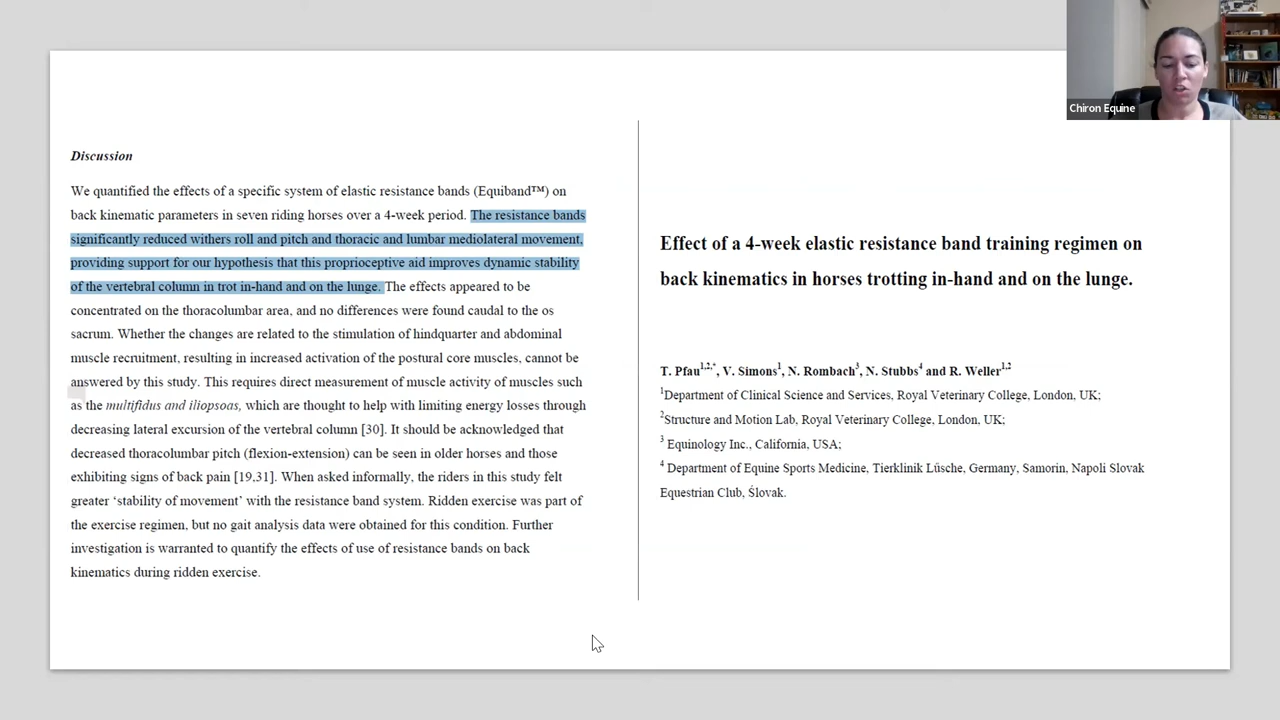 Discussion
We quantified the effects of a specific system of elastic resistance bands (Equiband™) on
back kinematic parameters in seven riding horses over a 4-week period. The resistance bands
significantly reduced withers roll and pitch and thoracic and lumbar mediolateral movement,
providing support for our hypothesis that this proprioceptive aid improves dynamic stability
of the vertebral column in trot in-hand and on the lunge. The effects appeared to be
concentrated on the thoracolumbar area, and no differences were found caudal to the os
sacrum. Whether the changes are related to the stimulation of hindquarter and abdominal
muscle recruitment, resulting in increased activation of the postural core muscles, cannot be
answered by this study. This requires direct measurement of muscle activity of muscles such
as the multifidus and iliopsoas, which are thought to help with limiting energy losses through
decreasing lateral excursion of the vertebral column [30]. It should be acknowledged that
decreased thoracolumbar pitch (flexion-extension) can be seen in older horses and those
exhibiting signs of back pain [19,31]. When asked informally, the riders in this study felt
greater ‘stability of movement’ with the resistance band system. Ridden exercise was part of
the exercise regimen, but no gait analysis data were obtained for this condition. Further
investigation is warranted to quantify the effects of use of resistance bands on back
kinematics during ridden exercise.
Effect of a 4-week elastic resistance band training regimen on
back kinematics in horses trotting in-hand and on the lunge.
T. Pfau1,2,*, V. Simons1, N. Rombach3, N. Stubbs4 and R. Weller1,2
1Department of Clinical Science and Services, Royal Veterinary College, London, UK;
2Structure and Motion Lab, Royal Veterinary College, London, UK;
3 Equinology Inc., California, USA;
4 Department of Equine Sports Medicine, Tierklinik Lüsche, Germany, Samorin, Napoli Slovak
Equestrian Club, Ślovak.
Chiron Equine